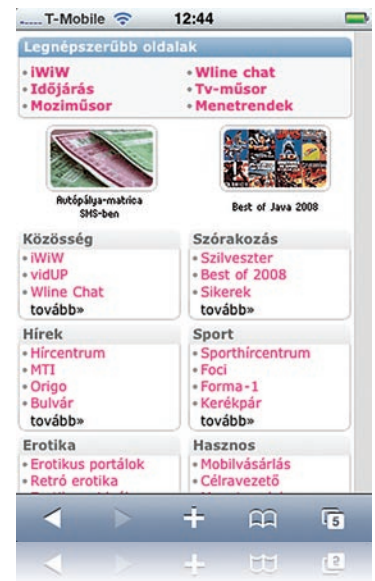 T-Mobile 12:44
Legnépszerűbb oldalak
• iWiW
• Időjárás
• Moziműsor
• Wline chat
• Tv-műsor
• Menetrendek
Autópálya-matrica
SMS-ben
Best of Java 2008
Közösség
• iWiW
• vidUP
• Wline Chat
tovább»
Szórakozás
• Szilveszter
• Best of 2008
• Sikerek
tovább»
Hírek
• Hírcentrum
• MTI
• Origo
• Bulvár
tovább»
Sport
• Sporthírcentrum
• Foci
• Forma-1
• Kerékpár
tovább»
Erotika
• Erotikus portálok
• Retró erotika
Hasznos
• Mobilvásárlás
• Célravezető
5